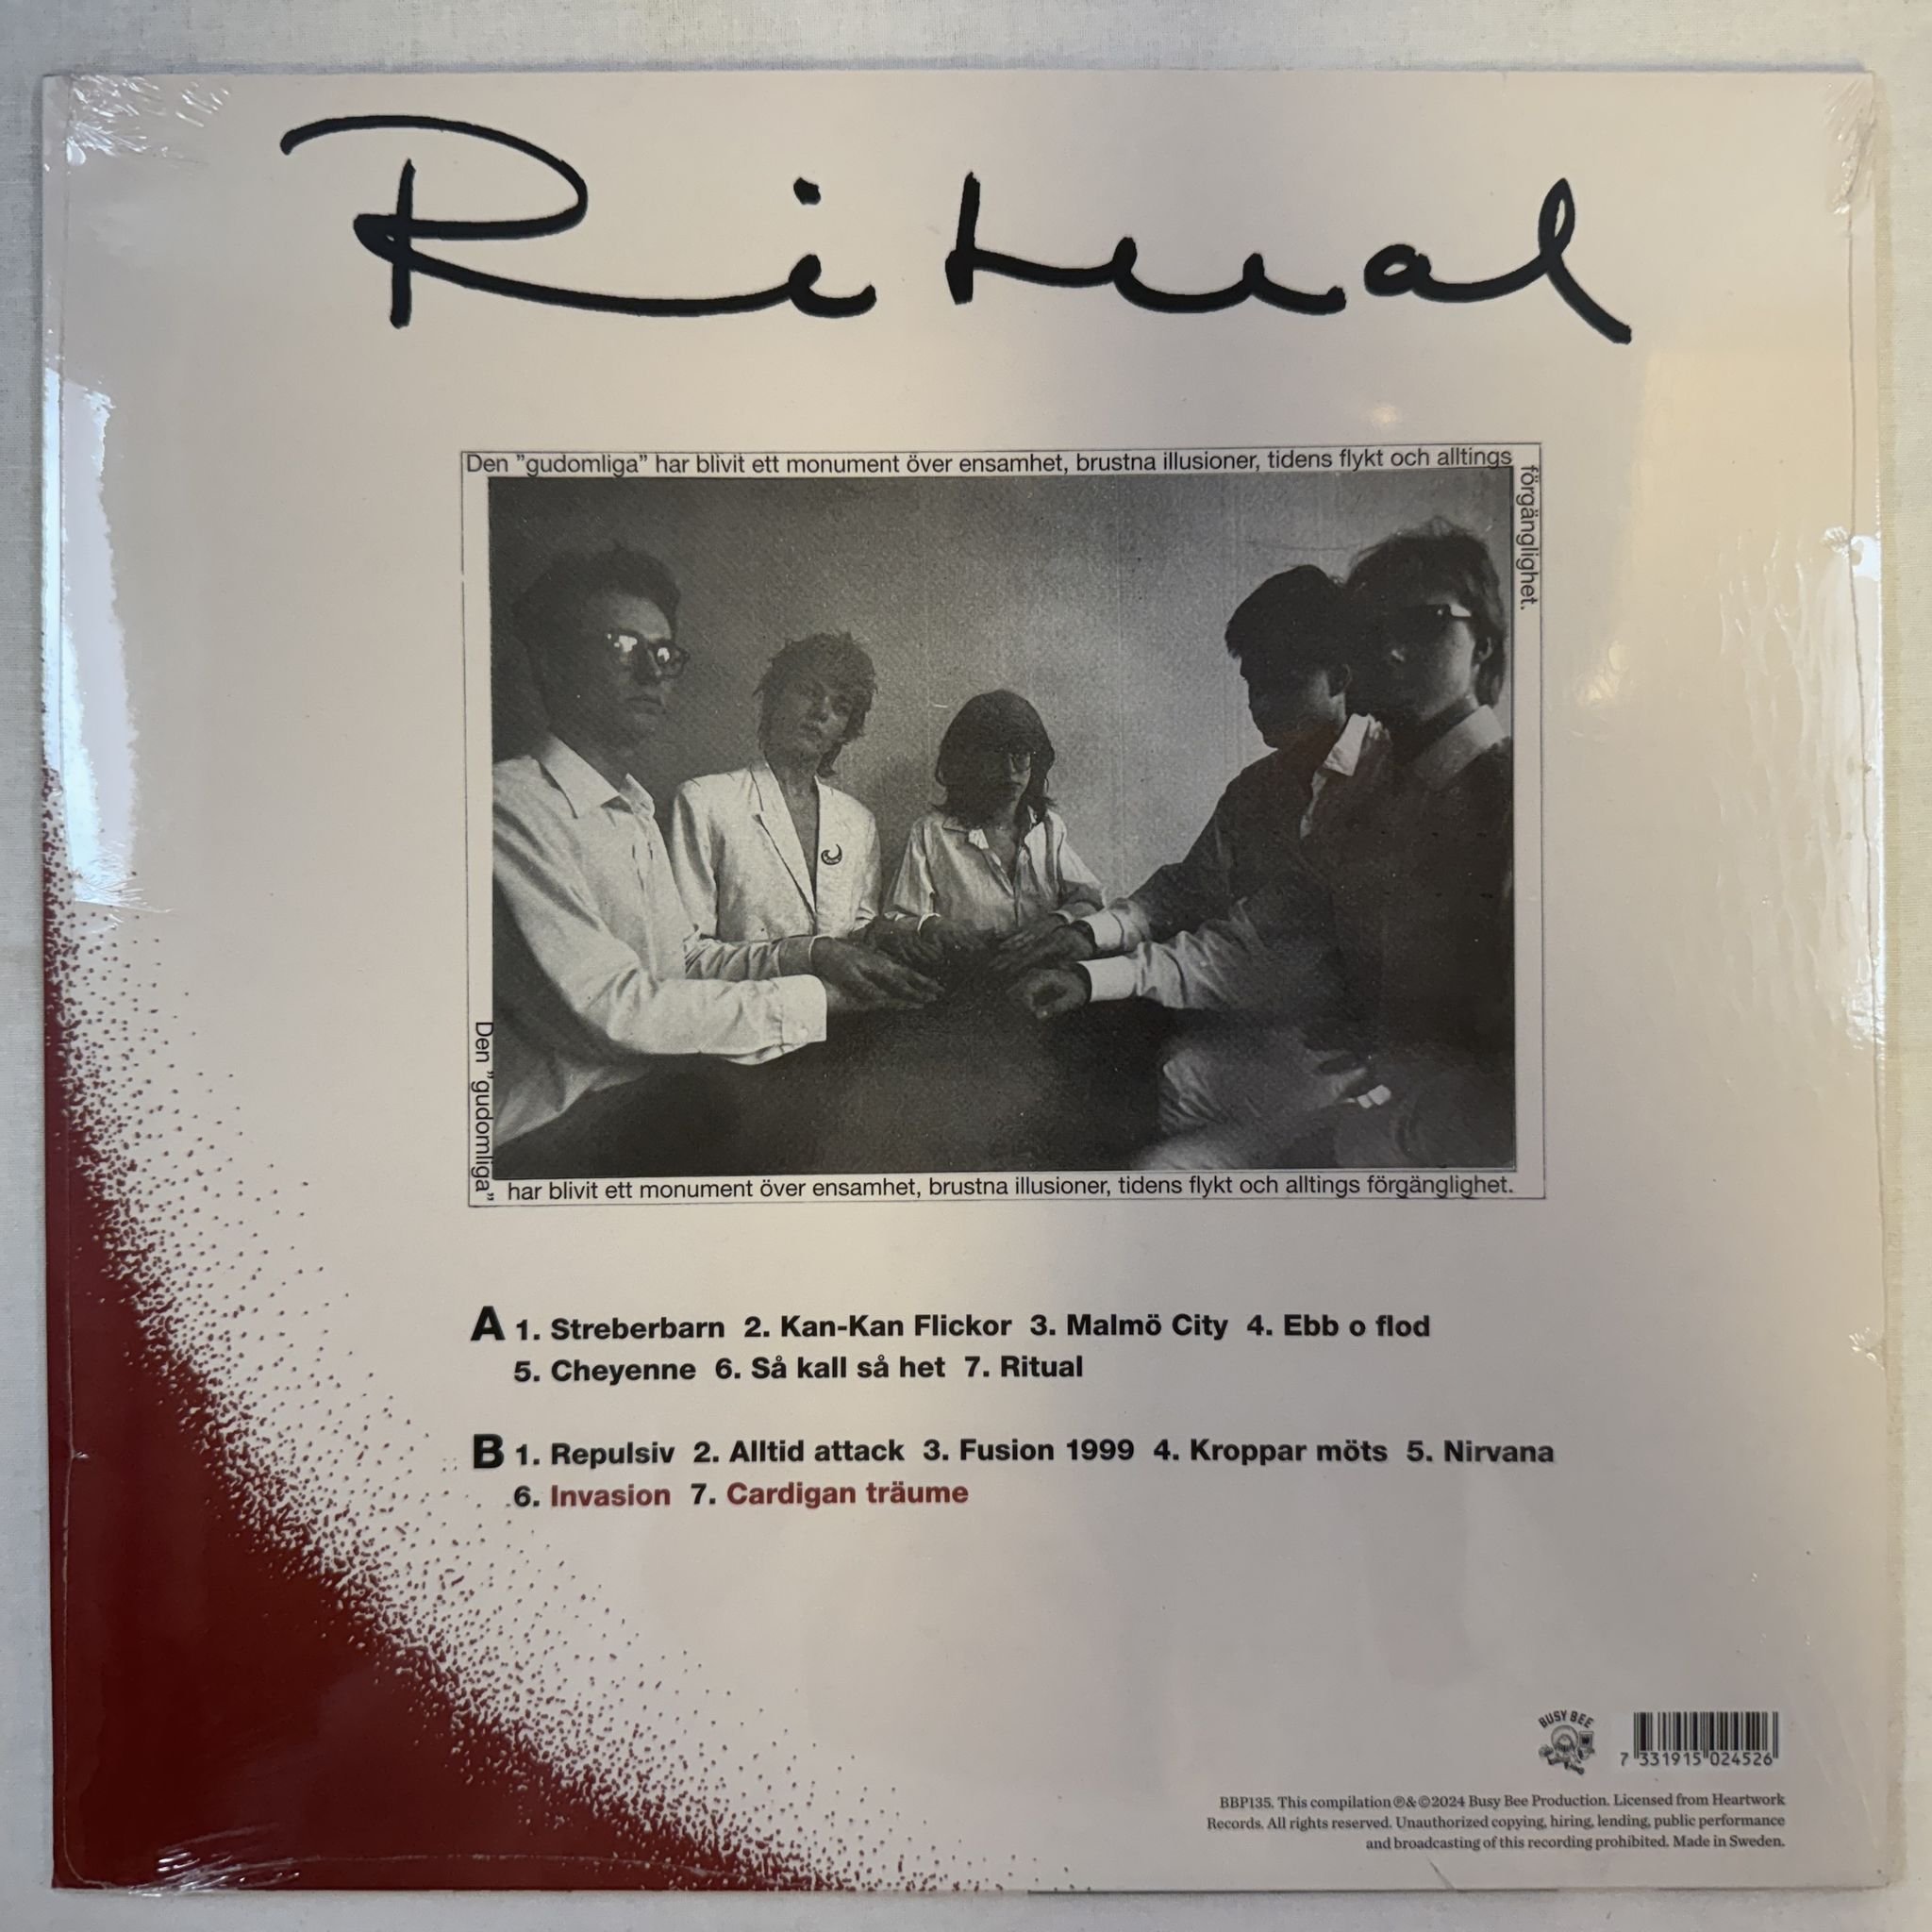 Ritual
Den ”gudomliga” har blivit ett monument över ensamhet, brustna illusioner, tidens flykt och alltings
förgänglighet.
Den ”gudomliga”
har blivit ett monument över ensamhet, brustna illusioner, tidens flykt och alltings förgänglighet.
A 1. Streberbarn 2. Kan-Kan Flickor 3. Malmö City 4. Ebb o flod
5. Cheyenne 6. Så kall så het 7. Ritual
B 1. Repulsiv 2. Alltid attack 3. Fusion 1999 4. Kroppar möts 5. Nirvana
6. Invasion 7. Cardigan träume
BUSY BEE
7 331915 024526
BBP135. This compilation ℗&©2024 Busy Bee Production. Licensed from Heartwork
Records. All rights reserved. Unauthorized copying, hiring, lending, public performance
and broadcasting of this recording prohibited. Made in Sweden.